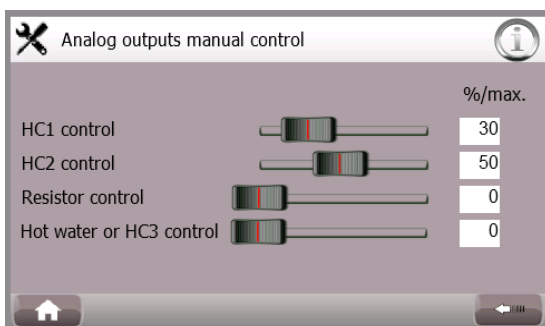 Analog outputs manual control
%/max.
HC1 control 30
HC2 control 50
Resistor control 0
Hot water or HC3 control 0